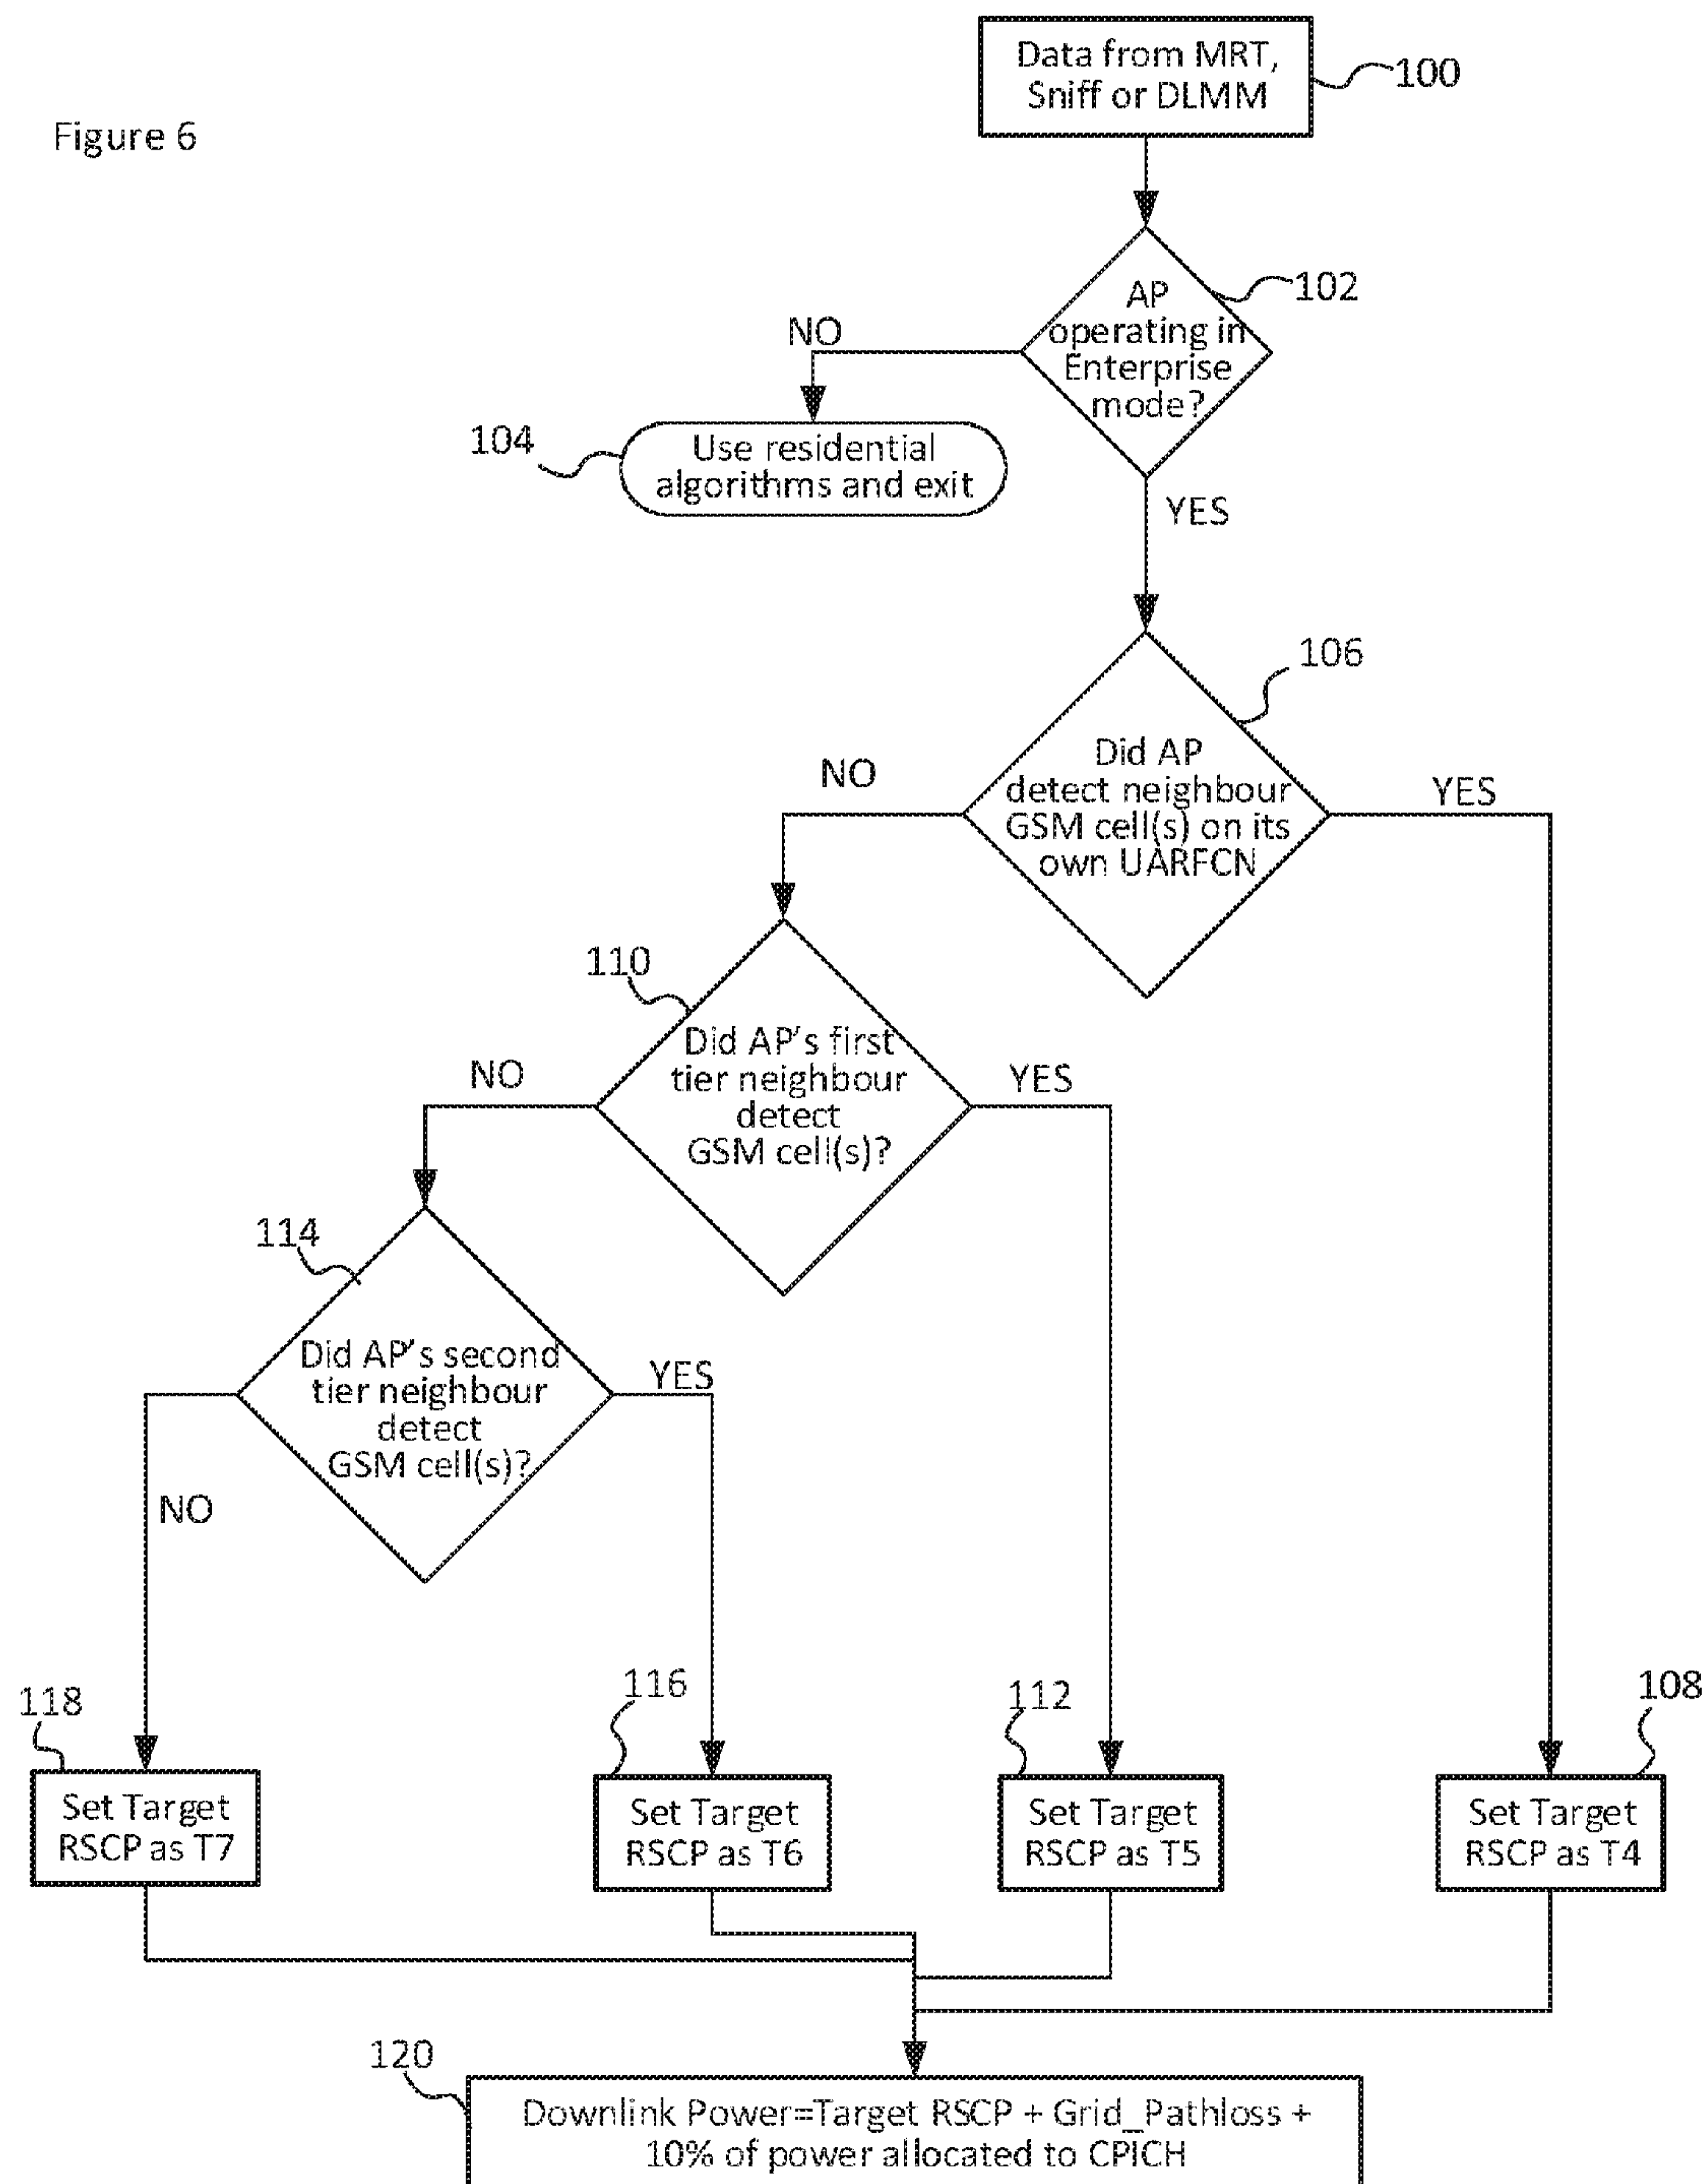 Figure 6
Data from MRT,
Sniff or DLMM
100
AP
operating in
Enterprise
mode?
102
NO
104
Use residential
algorithms and exit
YES
106
Did AP
detect neighbour
GSM cell(s) on its
own UARFCN
NO
YES
110
Did AP's first
tier neighbour
detect
GSM cell(s)?
NO
YES
114
Did AP's second
tier neighbour
detect
GSM cell(s)?
YES
NO
118
116
112
108
Set Target
RSCP as T7
Set Target
RSCP as T6
Set Target
RSCP as T5
Set Target
RSCP as T4
120
Downlink Power=Target RSCP + Grid_Pathloss +
10% of power allocated to CPICH